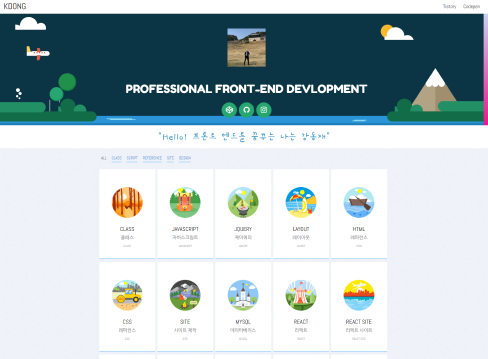 KOONG
Tistory Codepen
PROFESSIONAL FRONT-END DEVLOPMENT
"Hello! 프론트 엔드를 꿈꾸는 나는 강동재"
ALL CLASS SCRIPT REFERENCE SITE DESIGN
CLASS
클래스
JAVASCRIPT
자바스크립트
JQUERY
제이쿼리
LAYOUT
레이아웃
HTML
레퍼런스
CSS
레퍼런스
SITE
사이트 제작
MYSQL
데이터베이스
REACT
리액트
REACT SITE
리액트 사이트